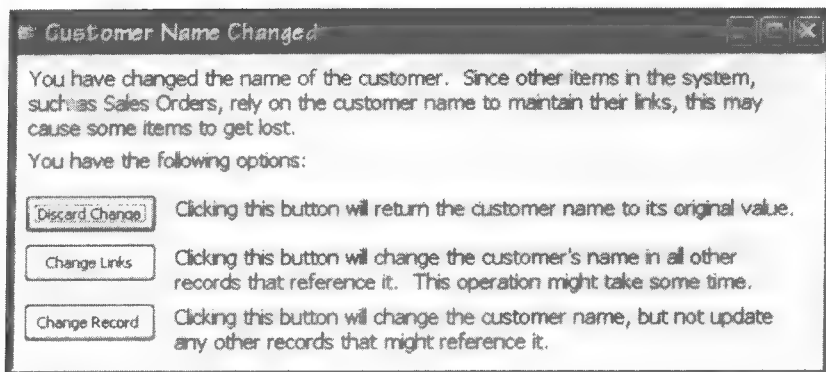 Customer Name Changed
You have changed the name of the customer. Since other items in the system,
such as Sales Orders, rely on the customer name to maintain their links, this may
cause some items to get lost.
You have the following options:
Discard Change
Clicking this button will return the customer name to its original value.
Change Links
Clicking this button will change the customer's name in all other
records that reference it. This operation might take some time.
Change Record
Clicking this button will change the customer name, but not update
any other records that might reference it.